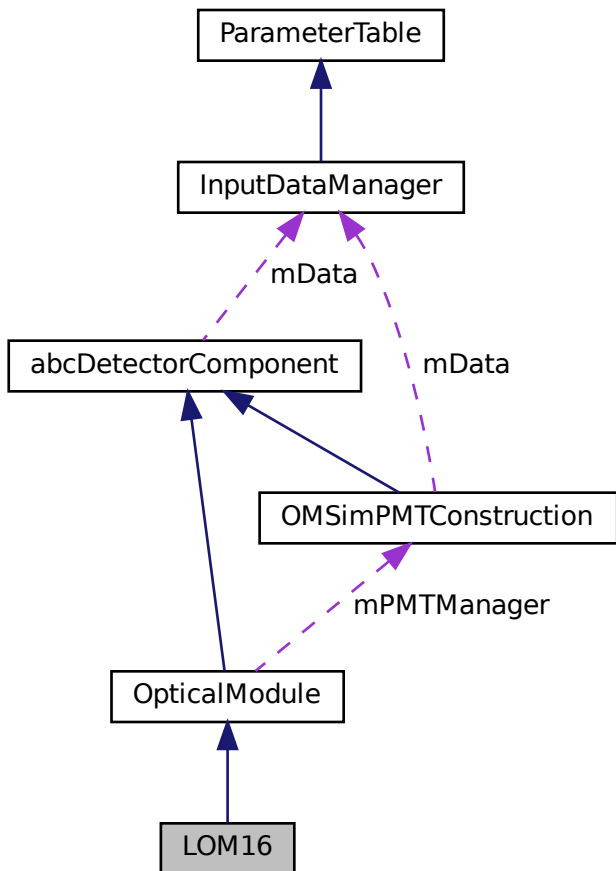 ParameterTable
InputDataManager
mData
abcDetectorComponent
mData
OMSimPMTConstruction
mPMTManager
OpticalModule
LOM16